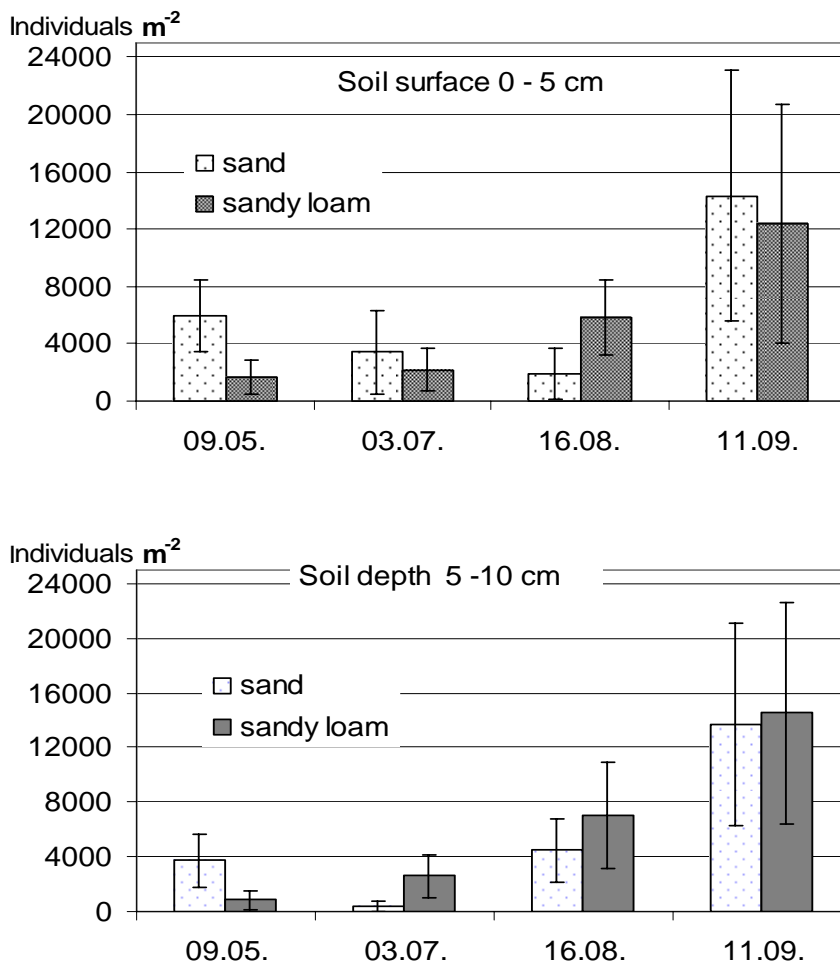 Individuals m⁻²
Soil surface 0 - 5 cm
24000
20000
16000
12000
8000
4000
0
sand
sandy loam
09.05. 03.07. 16.08. 11.09.
Individuals m⁻²
Soil depth 5 -10 cm
24000
20000
16000
12000
8000
4000
0
sand
sandy loam
09.05. 03.07. 16.08. 11.09.